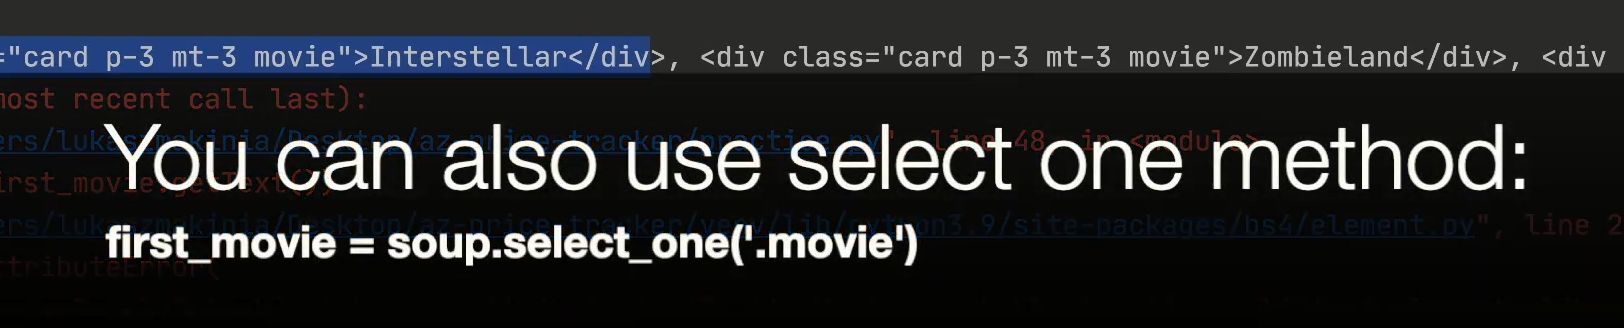 ="card p-3 mt-3 movie">Interstellar</div>, <div class="card p-3 mt-3 movie">Zombieland</div>, <div
most recent call last):
You can also use select one method:
ers/lukaszmokinia/Desktop/az-price-tracker/practice.py", line 48, in <module>
irst_movie.getText())
ers/lukaszmokinia/Desktop/az-price-tracker/venv/lib/python3.9/site-packages/bs4/element.py", line 2
first_movie = soup.select_one('.movie')
ttributeError(